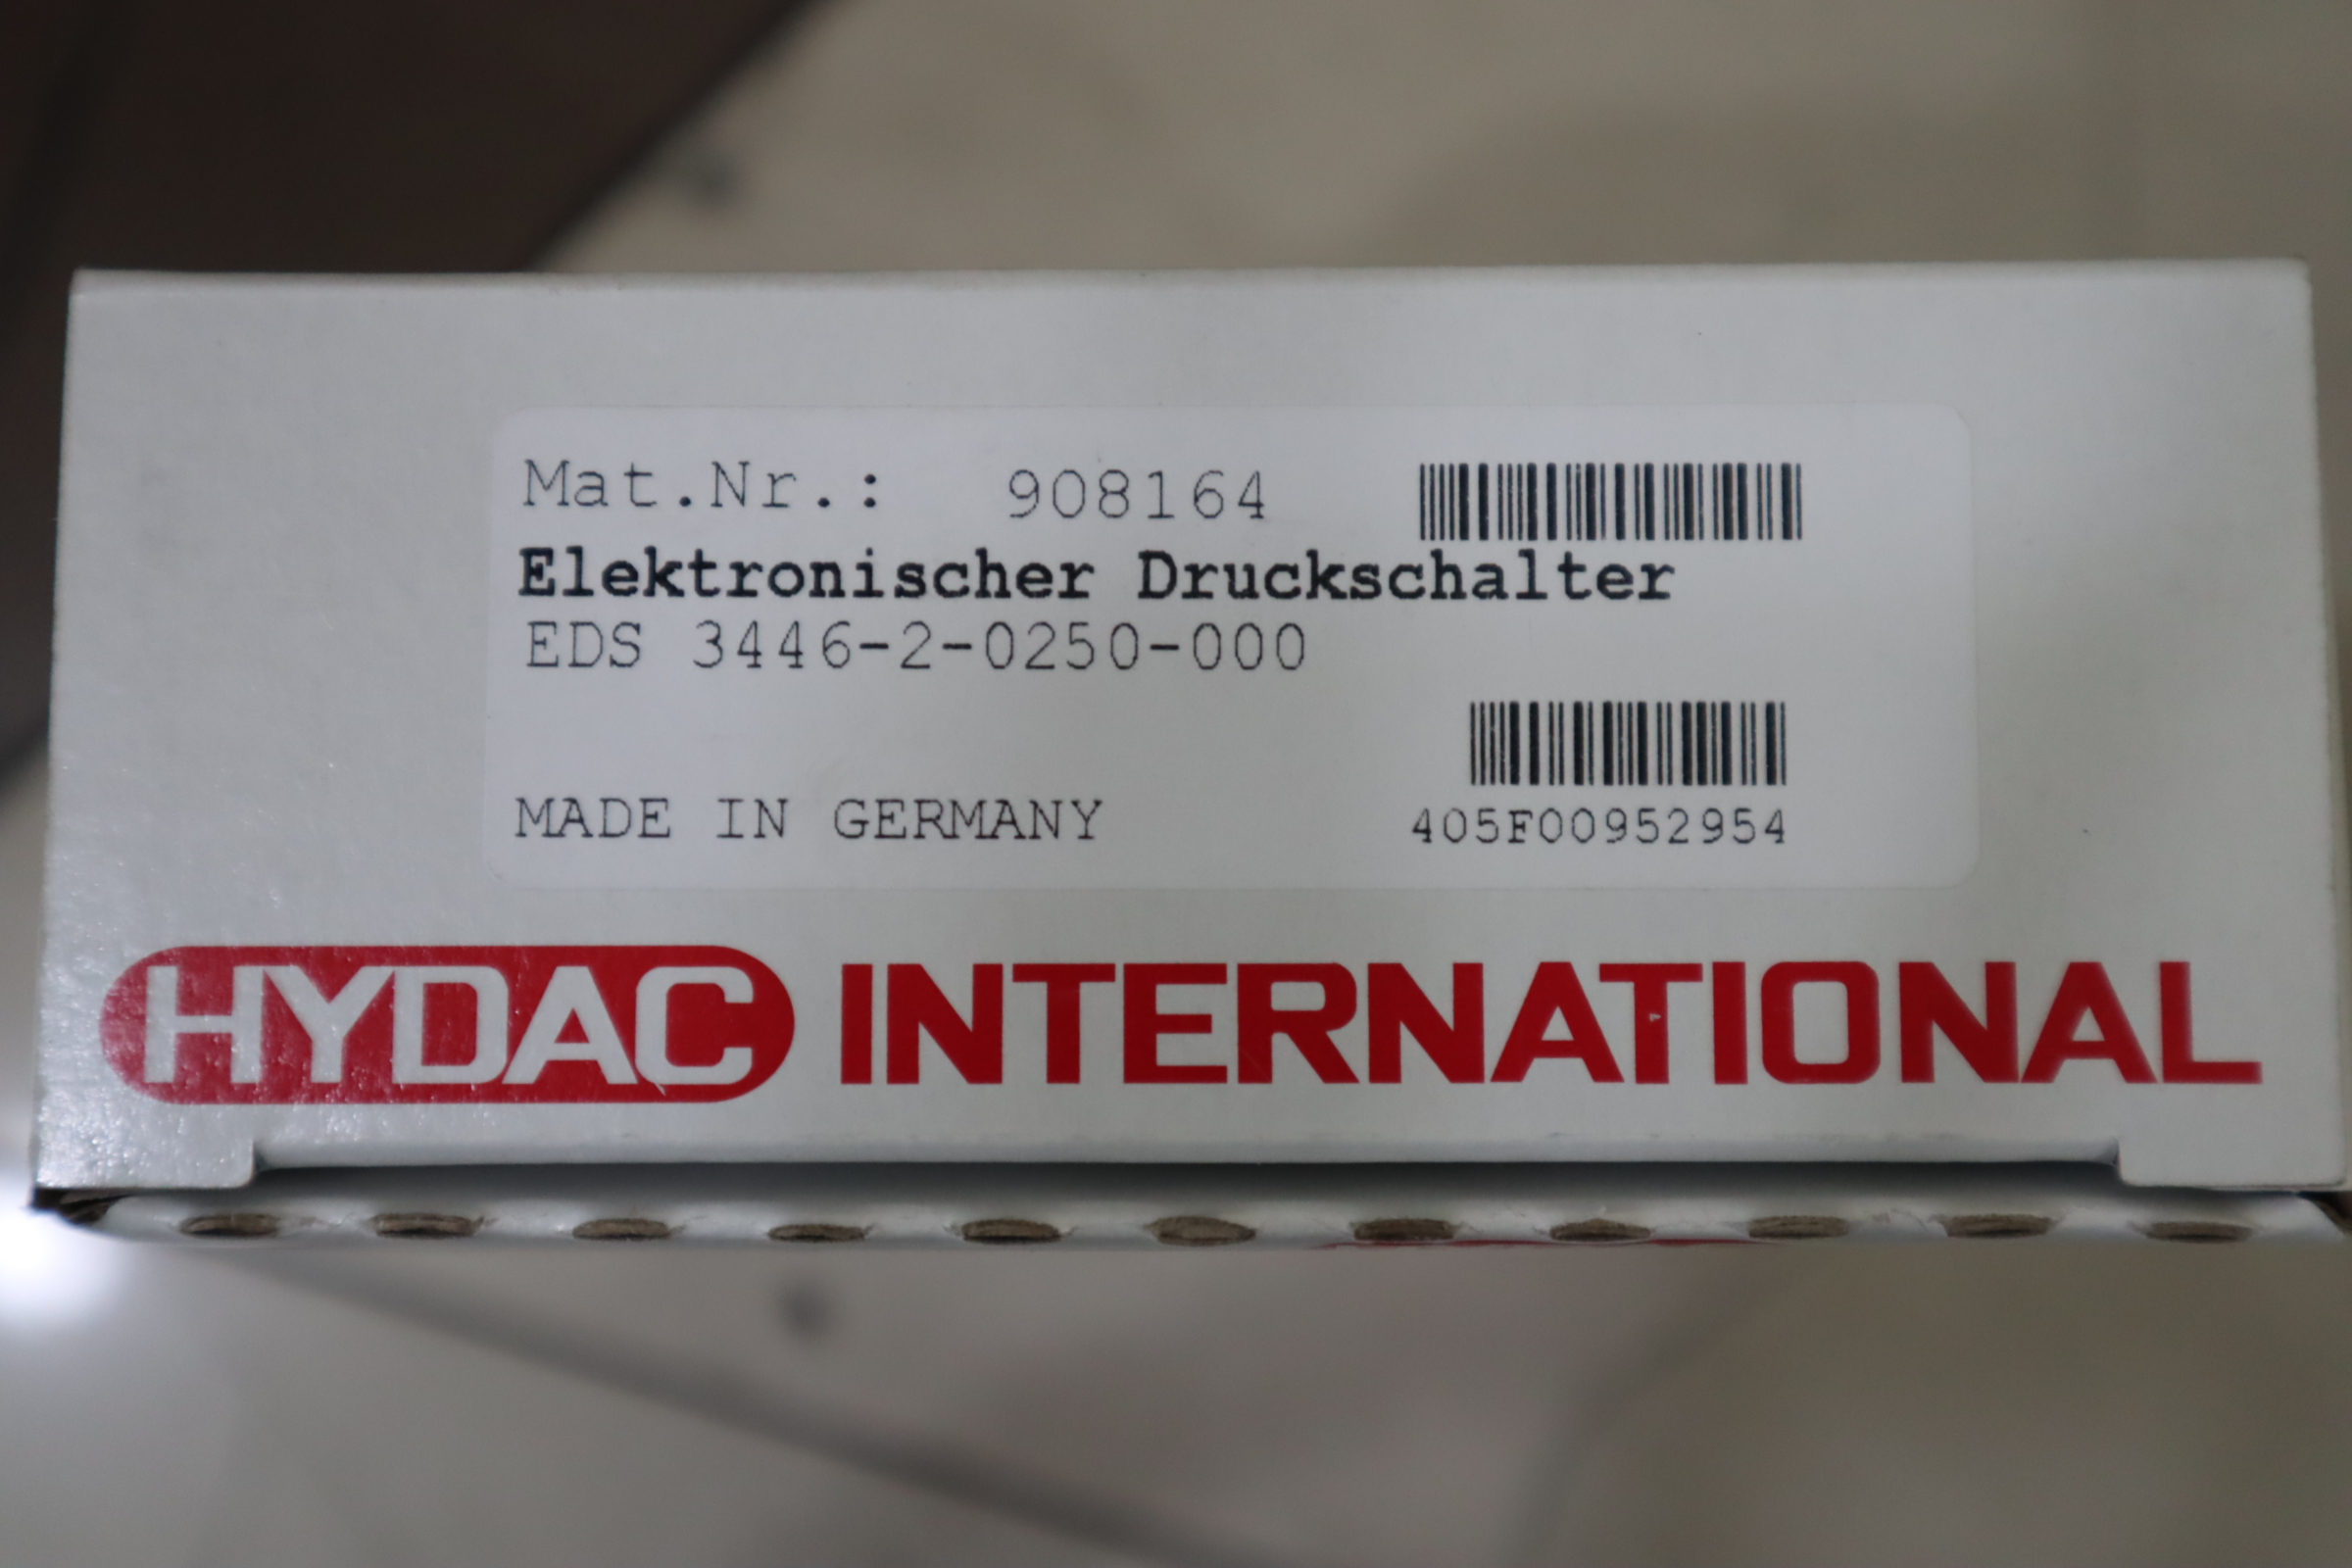 Mat.Nr.: 908164
Elektronischer Druckschalter
EDS 3446-2-0250-000
MADE IN GERMANY 405F00952954
HYDAC INTERNATIONAL